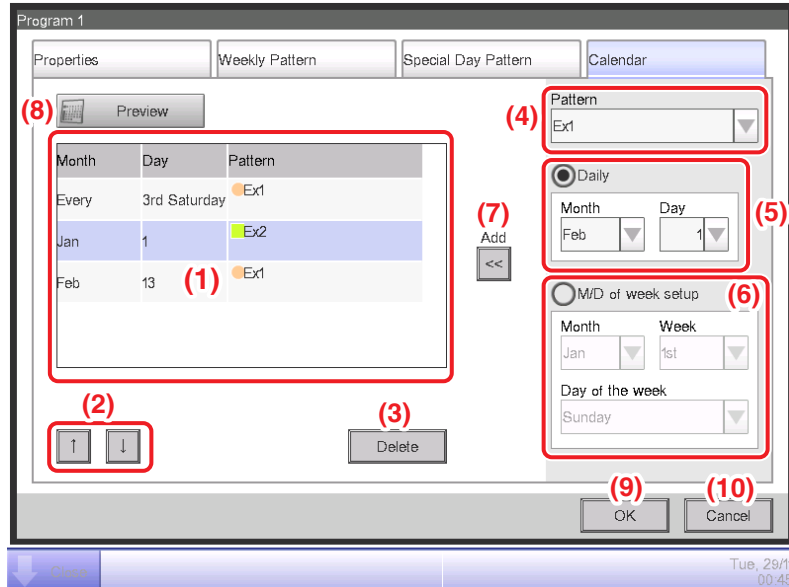 Program 1
Properties
Weekly Pattern
Special Day Pattern
Calendar
(8)
Preview
Month Day Pattern
Every 3rd Saturday Ex1
Jan 1 Ex2
Feb 13 Ex1
(1)
(2)
↑ ↓
(3)
Delete
(7)
Add
<<
(4)
Pattern
Ex1
(5)
Daily
Month Day
Feb 1
(6)
M/D of week setup
Month Week
Jan 1st
Day of the week
Sunday
(9) (10)
OK Cancel
Close
Tue, 29/1
00:45